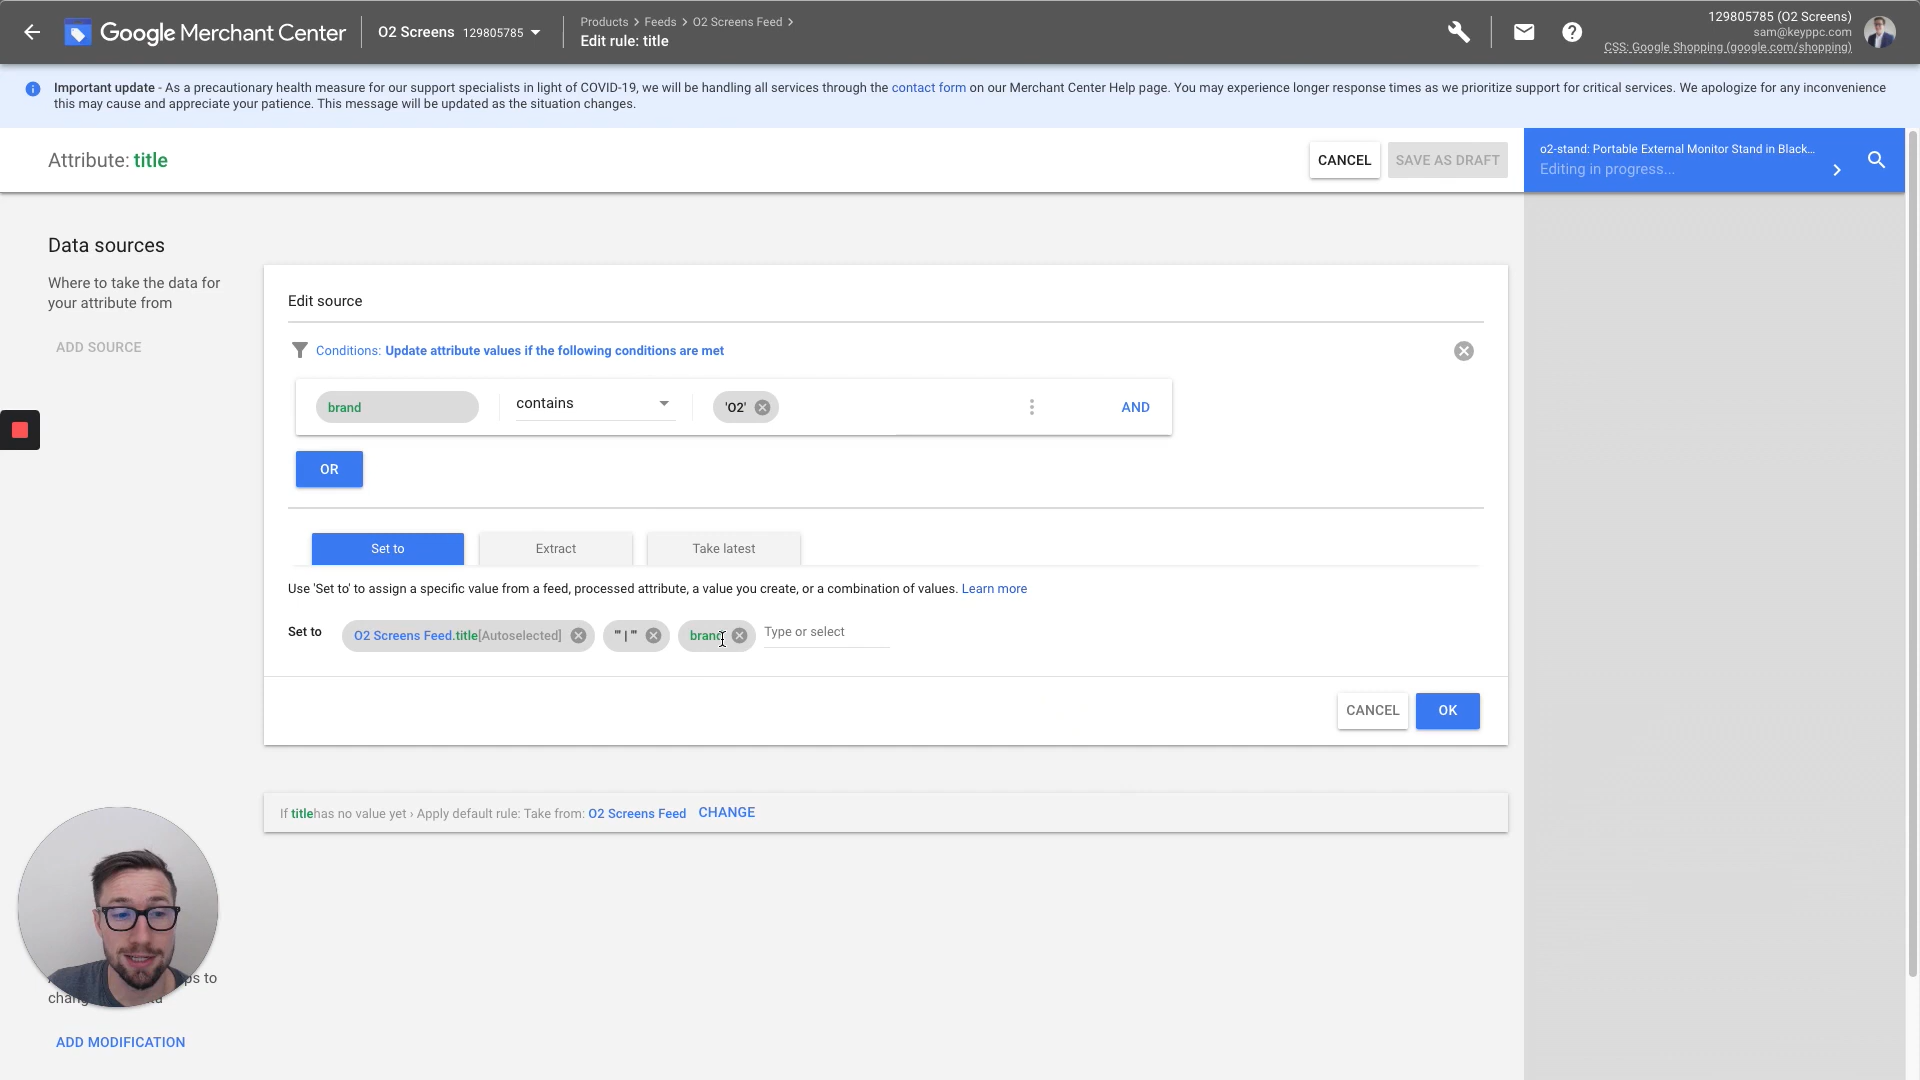 Google Merchant Center
O2 Screens 129805785
Products > Feeds > O2 Screens Feed >
Edit rule: title
129805785 (O2 Screens)
sam@keyppc.com
CSS: Google Shopping (google.com/shopping)
Important update - As a precautionary health measure for our support specialists in light of COVID-19, we will be handling all services through the contact form on our Merchant Center Help page. You may experience longer response times as we prioritize support for critical services. We apologize for any inconvenience
this may cause and appreciate your patience. This message will be updated as the situation changes.
Attribute: title
CANCEL
SAVE AS DRAFT
o2-stand: Portable External Monitor Stand in Black...
Editing in progress...
Data sources
Where to take the data for
your attribute from
ADD SOURCE
Edit source
Conditions: Update attribute values if the following conditions are met
brand
contains
'O2'
AND
OR
Set to
Extract
Take latest
Use 'Set to' to assign a specific value from a feed, processed attribute, a value you create, or a combination of values. Learn more
Set to
O2 Screens Feed.title[Autoselected]
'" | "'
brand
Type or select
CANCEL
OK
If title has no value yet › Apply default rule: Take from: O2 Screens Feed CHANGE
to
ADD MODIFICATION